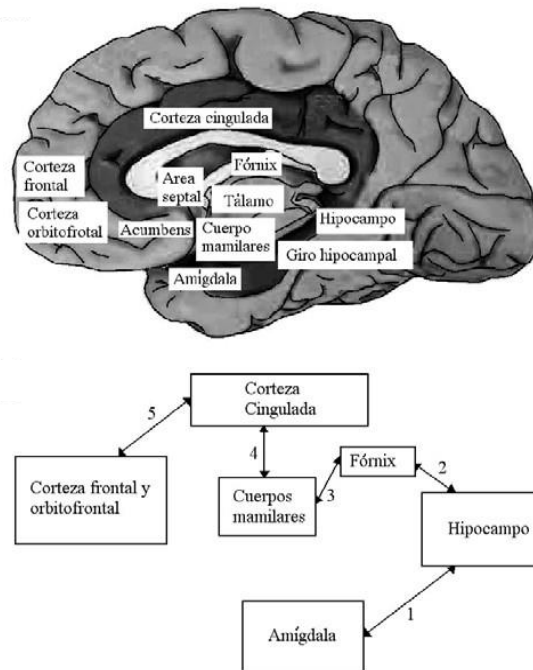 Corteza cingulada
Fórnix
Corteza
frontal
Area
septal
Tálamo
Corteza
orbitofrotal
Acumbens
Cuerpo
mamilares
Hipocampo
Giro hipocampal
Amígdala
Corteza
Cingulada
5
4
Fórnix
2
3
Corteza frontal y
orbitofrontal
Cuerpos
mamilares
Hipocampo
1
Amígdala